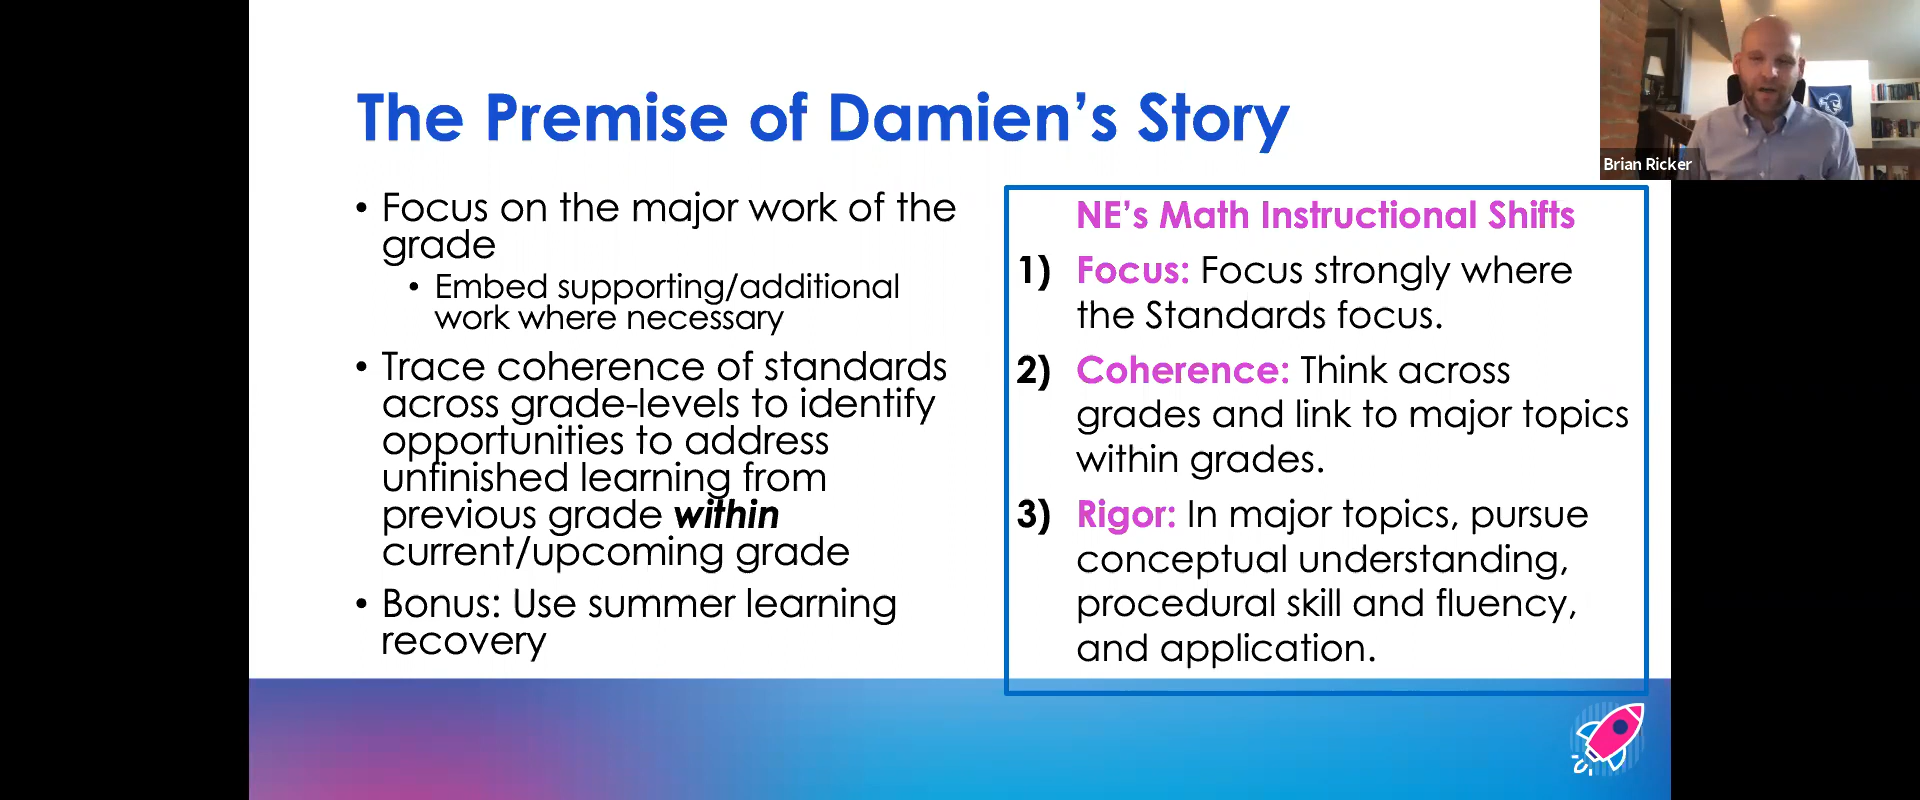 The Premise of Damien's Story
• Focus on the major work of the
grade
• Embed supporting/additional
work where necessary
• Trace coherence of standards
across grade-levels to identify
opportunities to address
unfinished learning from
previous grade within
current/upcoming grade
• Bonus: Use summer learning
recovery
NE's Math Instructional Shifts
1) Focus: Focus strongly where
the Standards focus.
2) Coherence: Think across
grades and link to major topics
within grades.
3) Rigor: In major topics, pursue
conceptual understanding,
procedural skill and fluency,
and application.
Brian Ricker